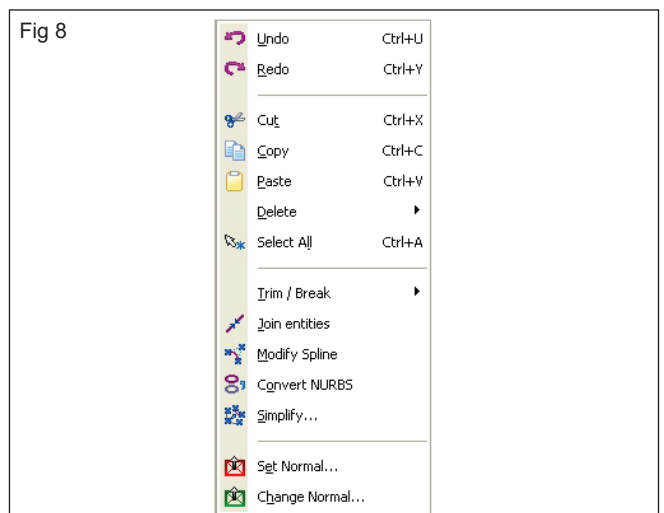 Fig 8
Undo Ctrl+U
Redo Ctrl+Y
Cut Ctrl+X
Copy Ctrl+C
Paste Ctrl+V
Delete
Select All Ctrl+A
Trim / Break
Join entities
Modify Spline
Convert NURBS
Simplify...
Set Normal...
Change Normal...